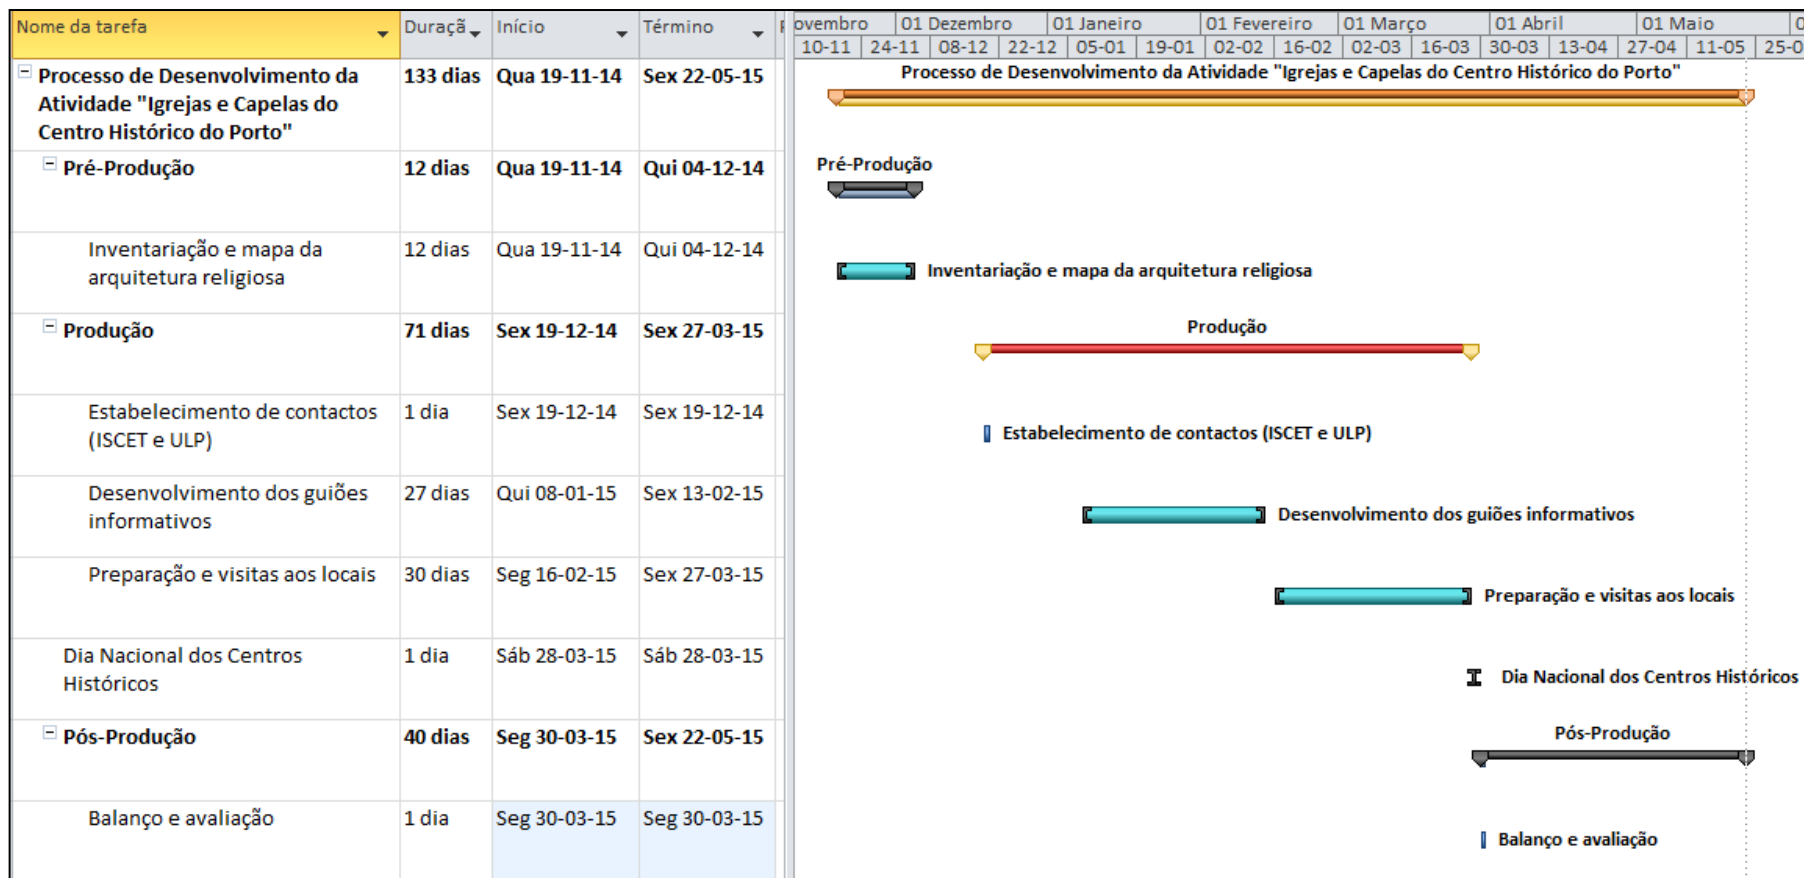 Nome da tarefa Duraçã Início Término
ovembro 01 Dezembro 01 Janeiro 01 Fevereiro 01 Março 01 Abril 01 Maio
10-11 24-11 08-12 22-12 05-01 19-01 02-02 16-02 02-03 16-03 30-03 13-04 27-04 11-05 25-0
Processo de Desenvolvimento da 133 dias Qua 19-11-14 Sex 22-05-15
Atividade "Igrejas e Capelas do
Centro Histórico do Porto"
Processo de Desenvolvimento da Atividade "Igrejas e Capelas do Centro Histórico do Porto"
Pré-Produção 12 dias Qua 19-11-14 Qui 04-12-14
Pré-Produção
Inventariação e mapa da 12 dias Qua 19-11-14 Qui 04-12-14
arquitetura religiosa
Inventariação e mapa da arquitetura religiosa
Produção 71 dias Sex 19-12-14 Sex 27-03-15
Produção
Estabelecimento de contactos 1 dia Sex 19-12-14 Sex 19-12-14
(ISCET e ULP)
Estabelecimento de contactos (ISCET e ULP)
Desenvolvimento dos guiões 27 dias Qui 08-01-15 Sex 13-02-15
informativos
Desenvolvimento dos guiões informativos
Preparação e visitas aos locais 30 dias Seg 16-02-15 Sex 27-03-15
Preparação e visitas aos locais
Dia Nacional dos Centros 1 dia Sáb 28-03-15 Sáb 28-03-15
Históricos
Dia Nacional dos Centros Históricos
Pós-Produção 40 dias Seg 30-03-15 Sex 22-05-15
Pós-Produção
Balanço e avaliação 1 dia Seg 30-03-15 Seg 30-03-15
Balanço e avaliação